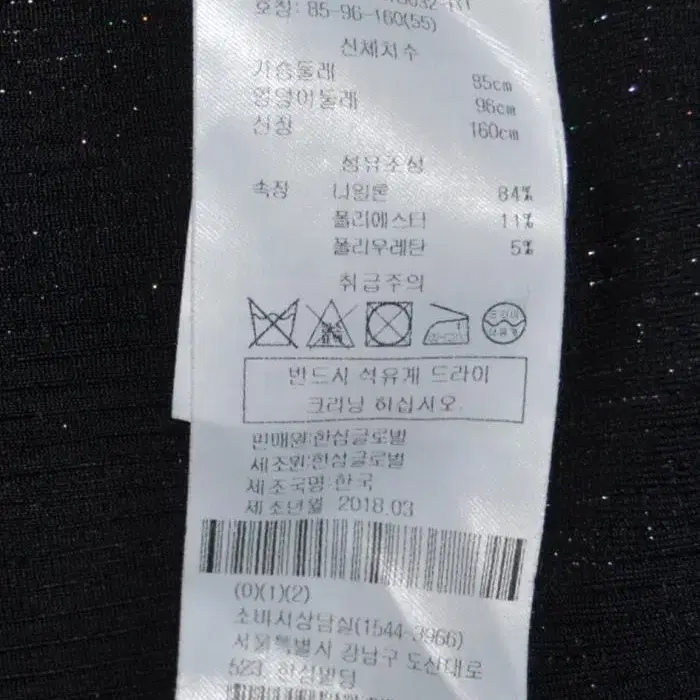 호칭: 85-96-160(55)
신체치수
가슴둘레 85cm
엉덩이둘레 96cm
신장 160cm
섬유조성
속장 나일론 84%
폴리에스터 11%
폴리우레탄 5%
취급주의
드라이
석유계
반드시 석유계 드라이
크리닝 하십시오.
판매원:한섬글로벌
제조원:한섬글로벌
제조국명:한국
제조년월 2018.03
(0)(1)(2)
소비자상담실(1544-3966)
서울특별시 강남구 도산대로
523, 한섬빌딩